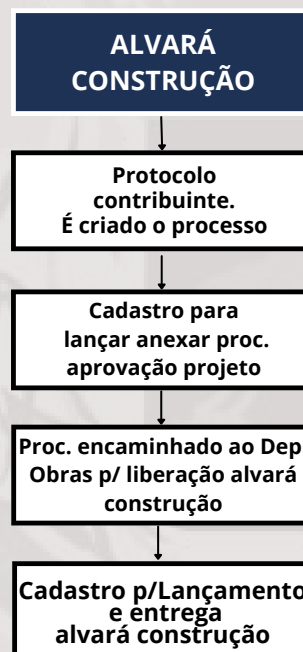 ALVARÁ
CONSTRUÇÃO
Protocolo
contribuinte.
É criado o processo
Cadastro para
lançar anexar proc.
aprovação projeto
Proc. encaminhado ao Dep
Obras p/ liberação alvará
construção
Cadastro p/Lançamento
e entrega
alvará construção